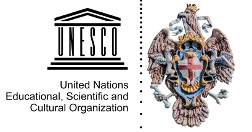 UNESCO
United Nations
Educational, Scientific and
Cultural Organization